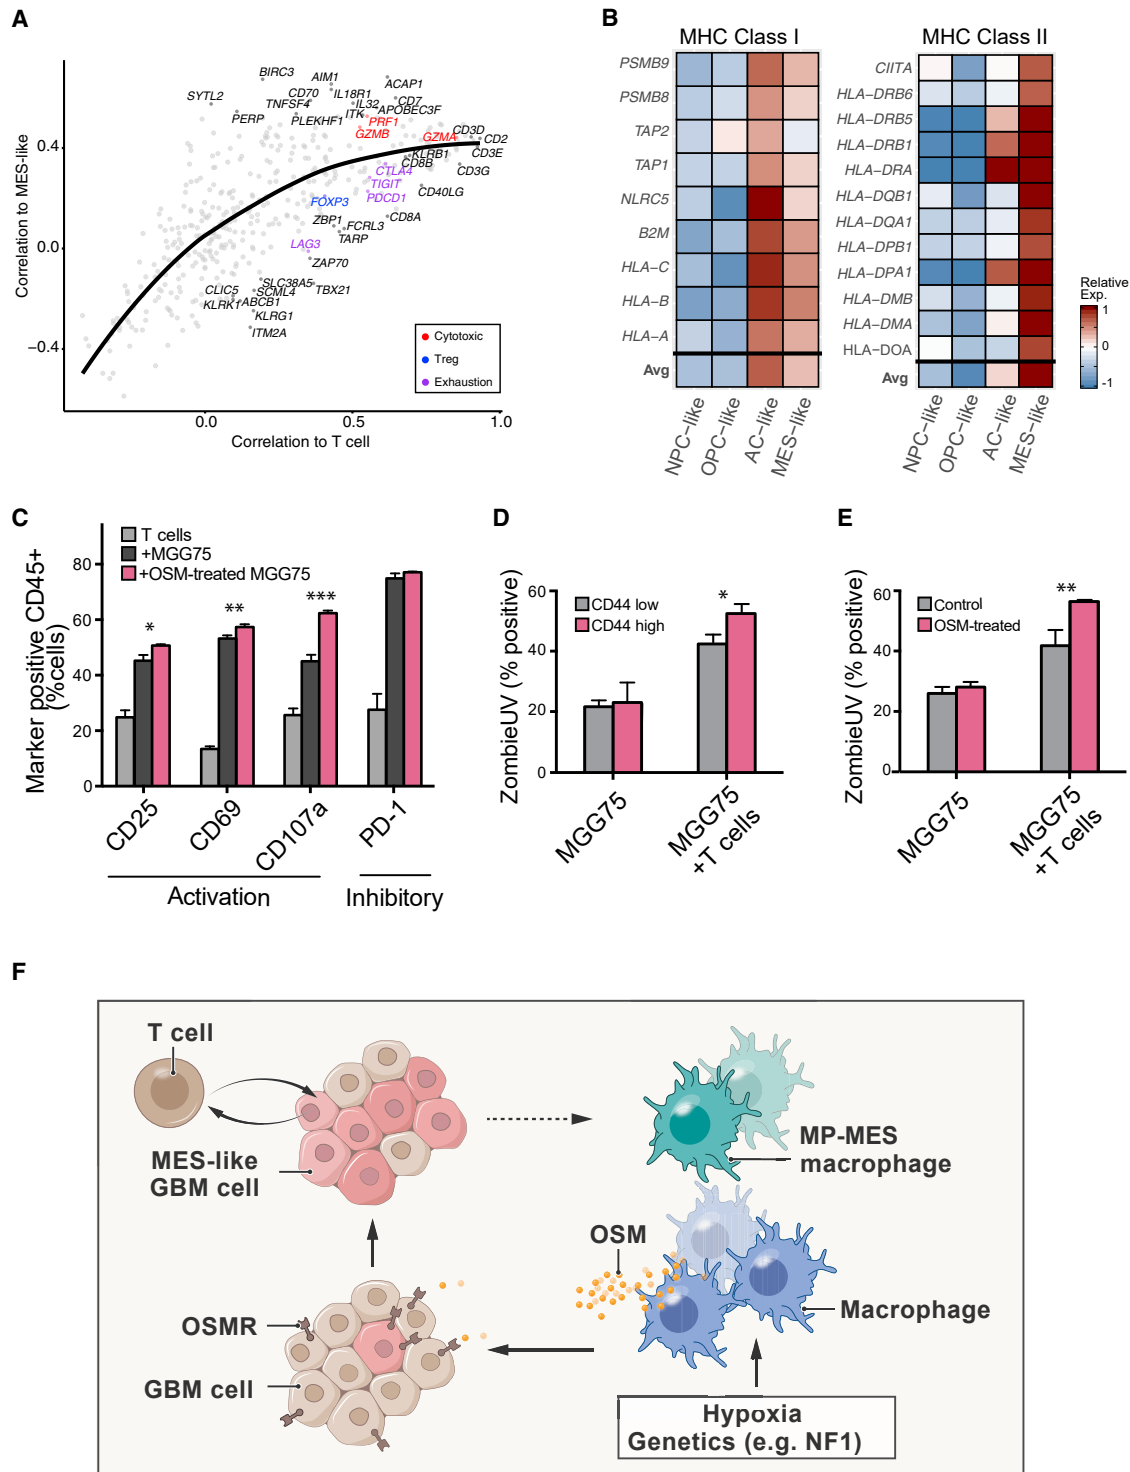 A
BIRC3
AIM1
ACAP1
SYTL2
CD70
IL18R1
TNFSF4
IL32
CD7
PERP
ITK
APOBEC3F
PLEKHF1
PRF1
GZMB
GZMA
CD3D
CD2
KLRB1
CD3E
CD8B
CD3G
CTLA4
TIGIT
CD40LG
PDCD1
FOXP3
ZBP1
FCRL3
CD8A
TARP
LAG3
ZAP70
SLC38A5
TBX21
CLIC5
SCML4
KLRK1
ABCB1
KLRG1
ITM2A
0.4
0.0
−0.4
Correlation to MES-like
Cytotoxic
Treg
Exhaustion
0.0
0.5
1.0
Correlation to T cell
B
MHC Class I
PSMB9
PSMB8
TAP2
TAP1
NLRC5
B2M
HLA−C
HLA−B
HLA−A
Avg
NPC−like
OPC−like
AC−like
MES−like
MHC Class II
CIITA
HLA−DRB6
HLA−DRB5
HLA−DRB1
HLA−DRA
HLA−DQB1
HLA−DQA1
HLA−DPB1
HLA−DPA1
HLA−DMB
HLA−DMA
HLA−DOA
Avg
NPC−like
OPC−like
AC−like
MES−like
Relative
Exp.
1
0
-1
C
T cells
+MGG75
+OSM-treated MGG75
Marker positive CD45+
(%cells)
80
60
40
20
0
*
**
***
CD25
CD69
CD107a
PD-1
Activation
Inhibitory
D
ZombieUV (% positive)
60
40
20
0
CD44 low
CD44 high
*
MGG75
MGG75
+T cells
E
ZombieUV (% positive)
60
40
20
0
Control
OSM-treated
**
MGG75
MGG75
+T cells
F
T cell
MES-like
GBM cell
MP-MES
macrophage
OSM
OSMR
Macrophage
GBM cell
Hypoxia
Genetics (e.g. NF1)